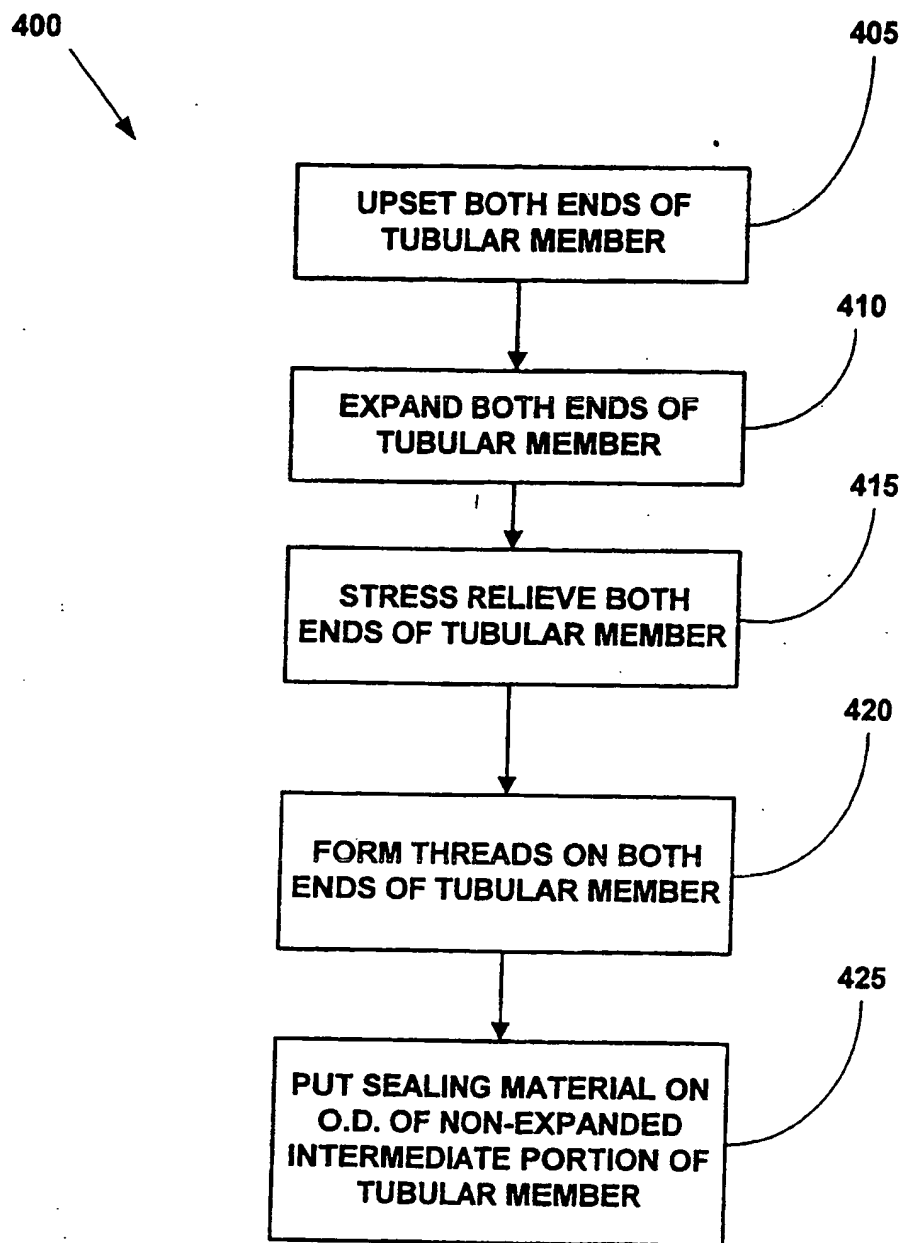 400
405
UPSET BOTH ENDS OF
TUBULAR MEMBER
410
EXPAND BOTH ENDS OF
TUBULAR MEMBER
415
STRESS RELIEVE BOTH
ENDS OF TUBULAR MEMBER
420
FORM THREADS ON BOTH
ENDS OF TUBULAR MEMBER
425
PUT SEALING MATERIAL ON
O.D. OF NON-EXPANDED
INTERMEDIATE PORTION OF
TUBULAR MEMBER